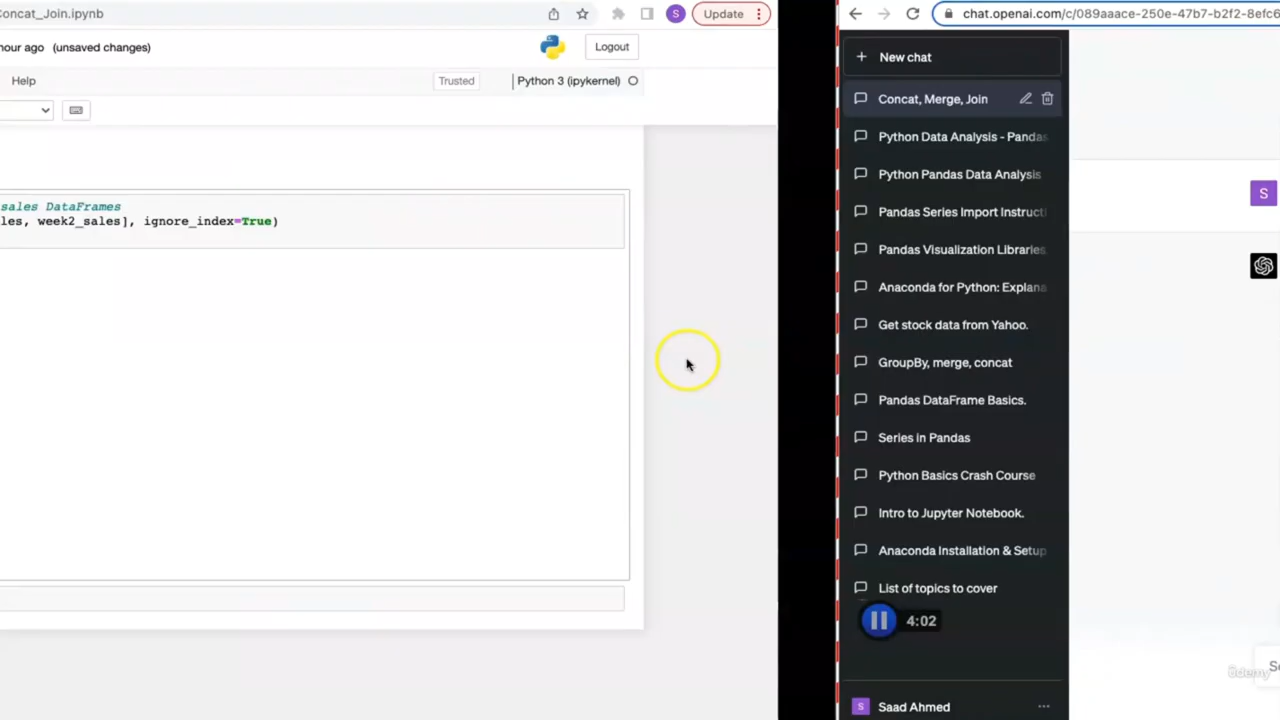 Concat_Join.ipynb
S
Update
hour ago (unsaved changes)
Logout
Help
Trusted
Python 3 (ipykernel)
sales DataFrames
les, week2_sales], ignore_index=True)
chat.openai.com/c/089aaace-250e-47b7-b2f2-8efc6
New chat
Concat, Merge, Join
Python Data Analysis - Pandas
Python Pandas Data Analysis
Pandas Series Import Instructi
Pandas Visualization Libraries
Anaconda for Python: Explana
Get stock data from Yahoo.
GroupBy, merge, concat
Pandas DataFrame Basics.
Series in Pandas
Python Basics Crash Course
Intro to Jupyter Notebook.
Anaconda Installation & Setup
List of topics to cover
4:02
S
Saad Ahmed
S
Se
ûdemy